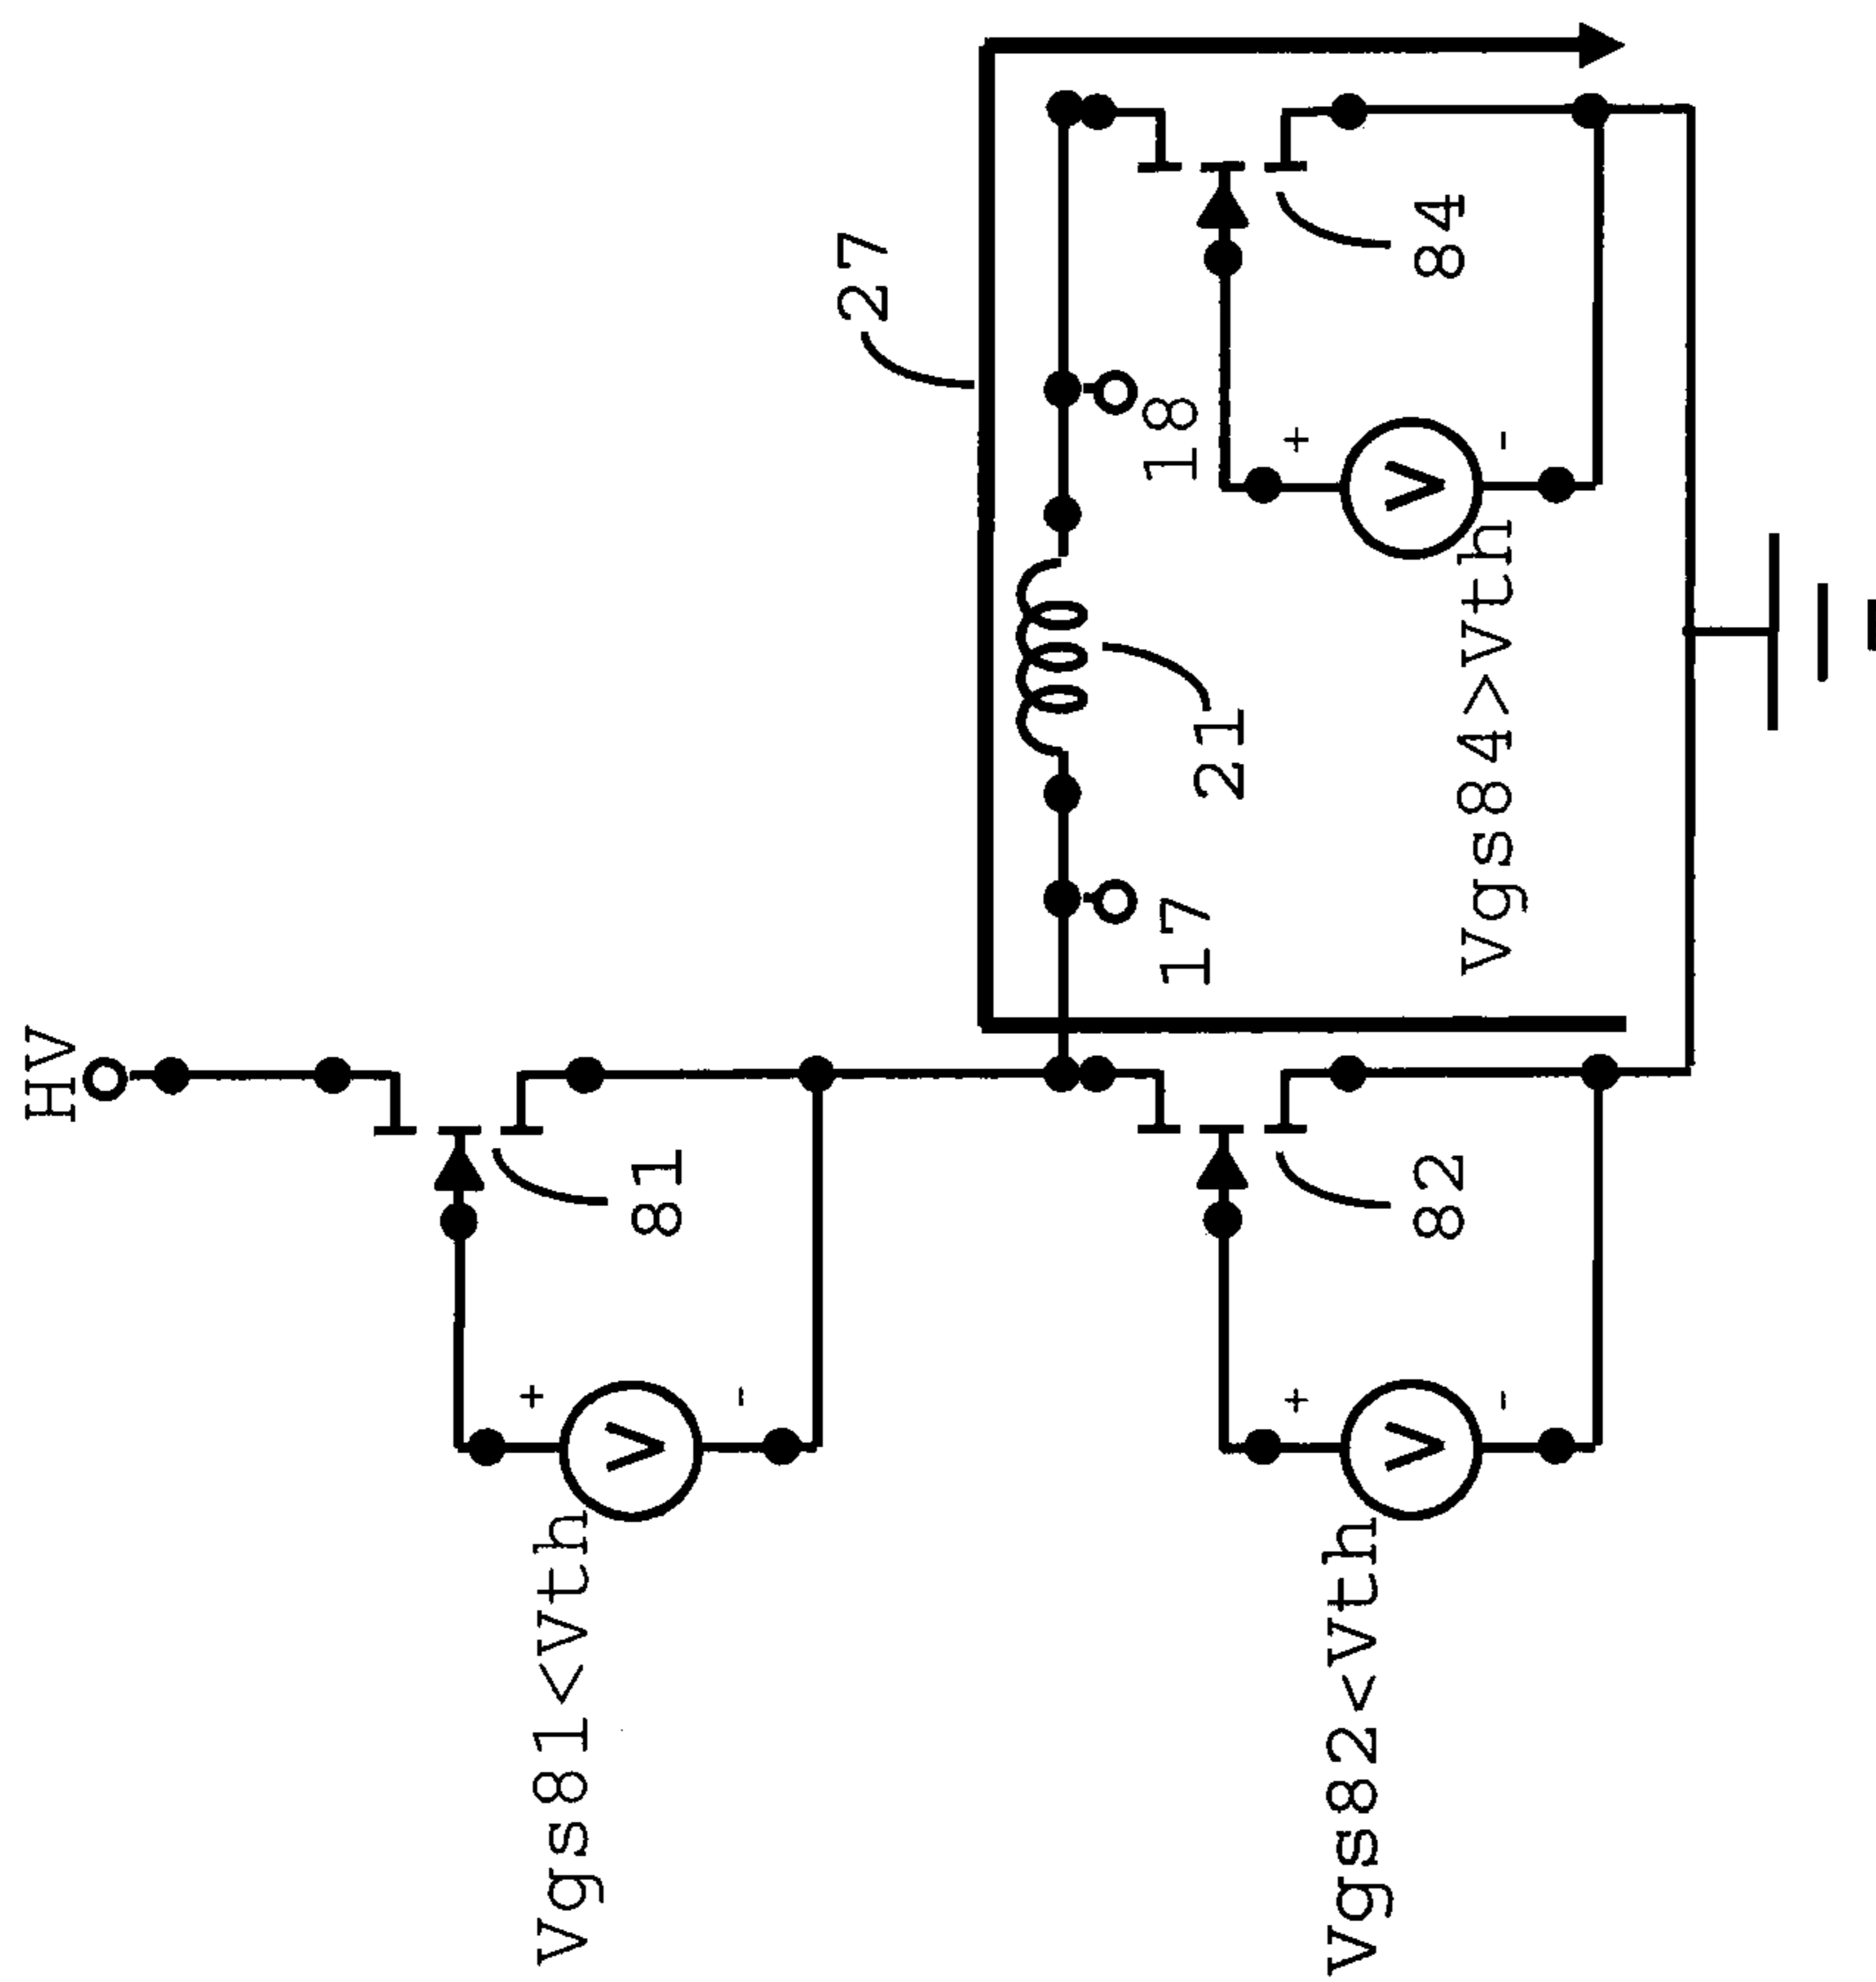 HV
27
81
Vgs81<Vth
+
V
-
17
21
18
82
Vgs82<Vth
+
V
-
84
Vgs84>Vth
+
V
-